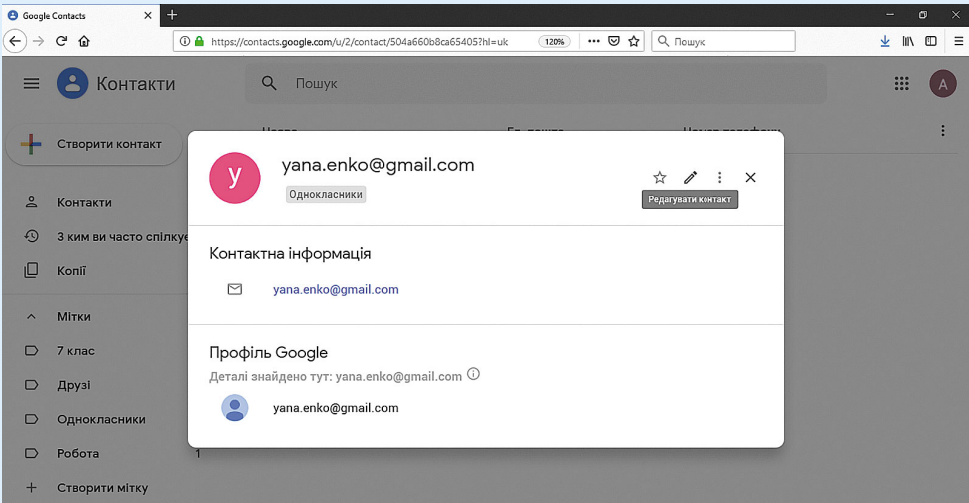 Google Contacts
https://contacts.google.com/u/2/contact/504a660b8ca65405?hl=uk
120%
Пошук
Контакти
Пошук
А
Створити контакт
Контакти
З ким ви часто спілкує
Копії
Мітки
7 клас
Друзі
Однокласники
Робота
1
Створити мітку
y
yana.enko@gmail.com
Однокласники
Редагувати контакт
Контактна інформація
yana.enko@gmail.com
Профіль Google
Деталі знайдено тут: yana.enko@gmail.com
yana.enko@gmail.com